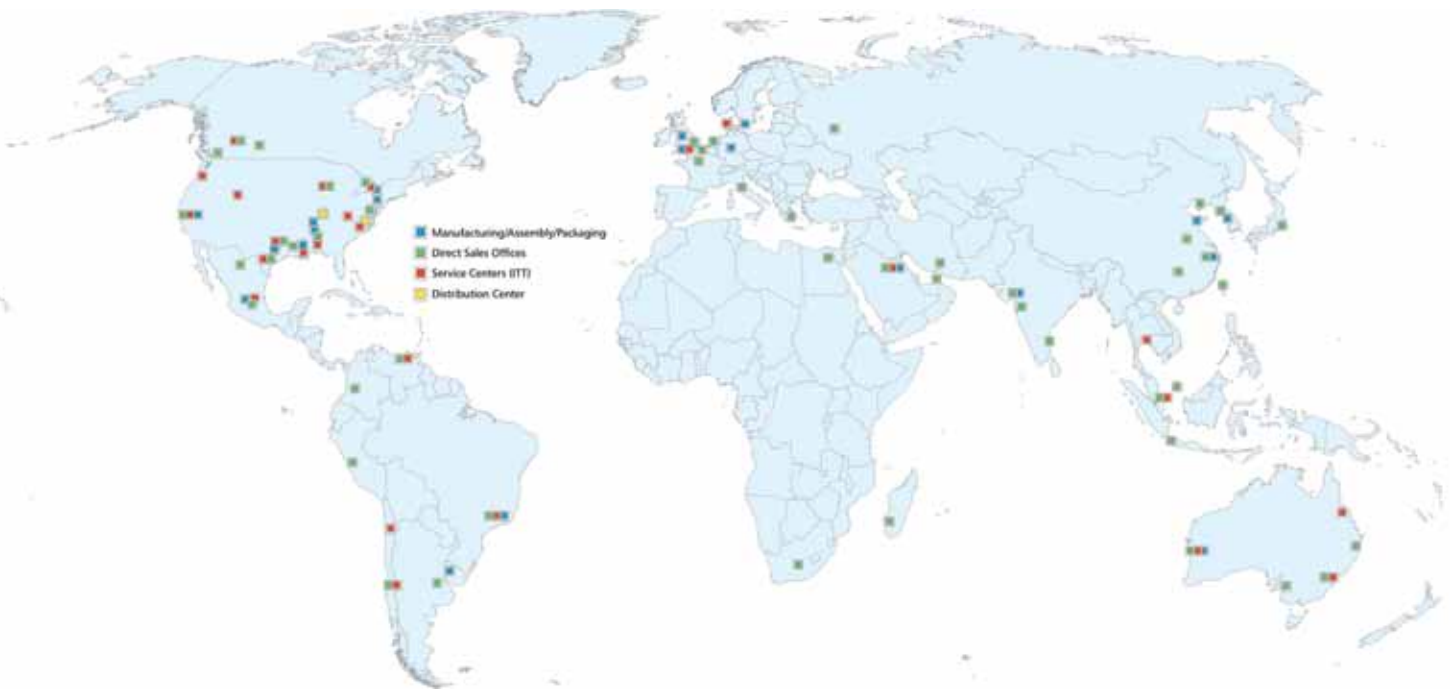 Manufacturing/Assembly/Packaging
Direct Sales Offices
Service Centers (ITT)
Distribution Center